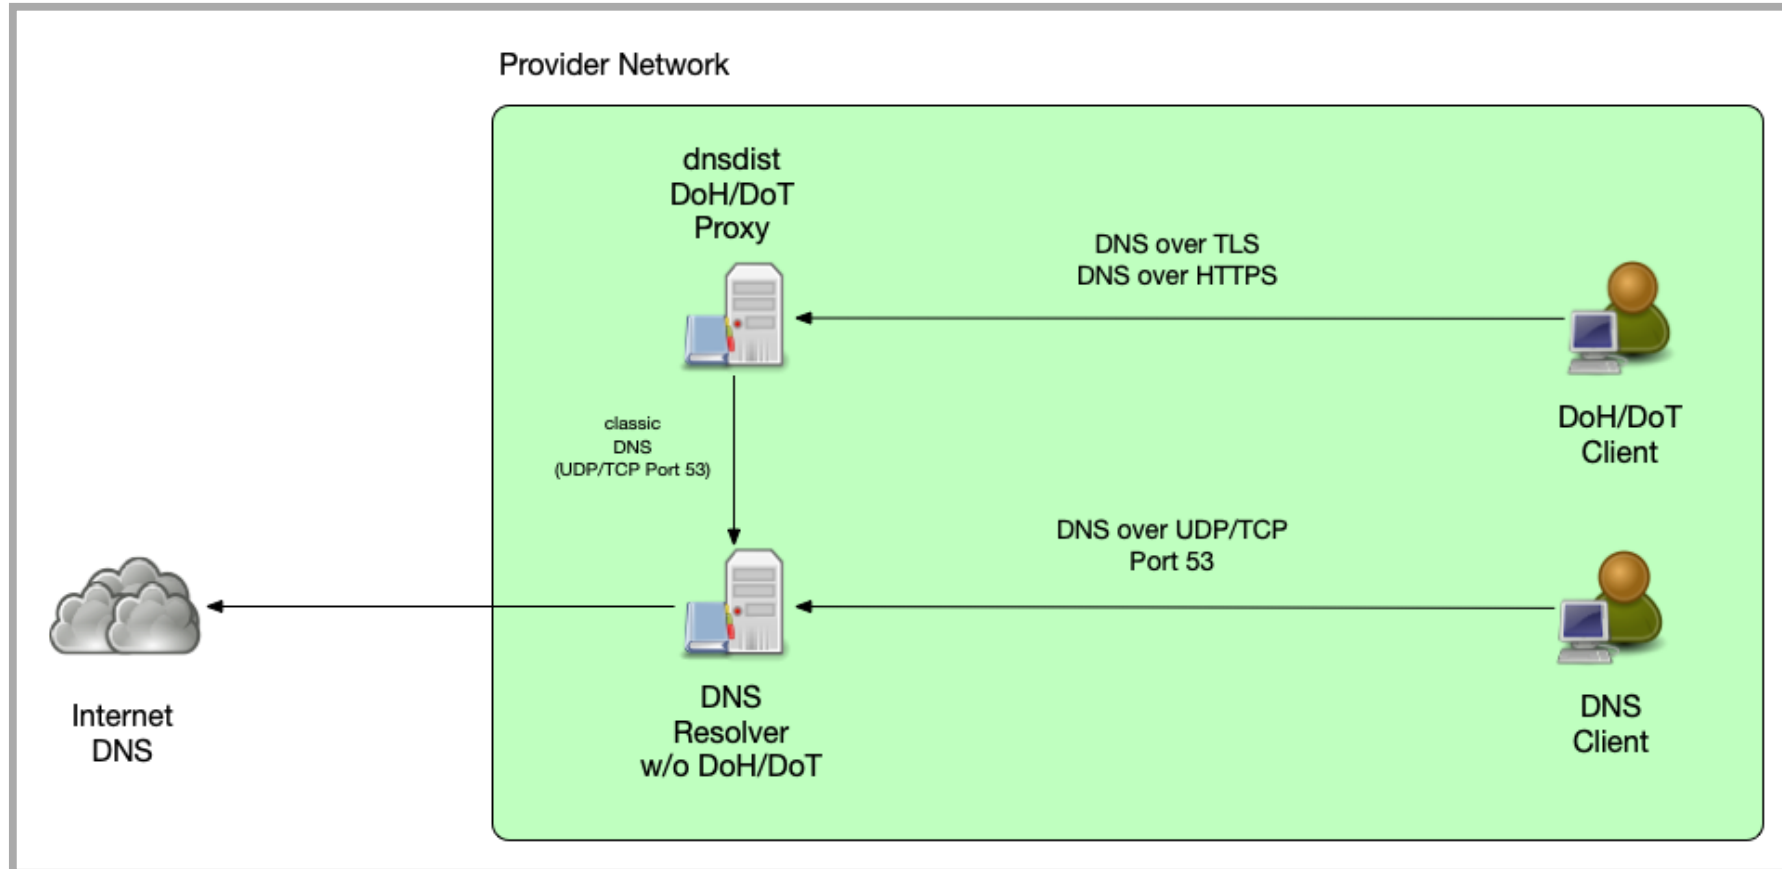 Provider Network
dnsdist
DoH/DoT
Proxy
DNS over TLS
DNS over HTTPS
classic
DNS
(UDP/TCP Port 53)
DoH/DoT
Client
DNS over UDP/TCP
Port 53
Internet
DNS
DNS
Resolver
w/o DoH/DoT
DNS
Client